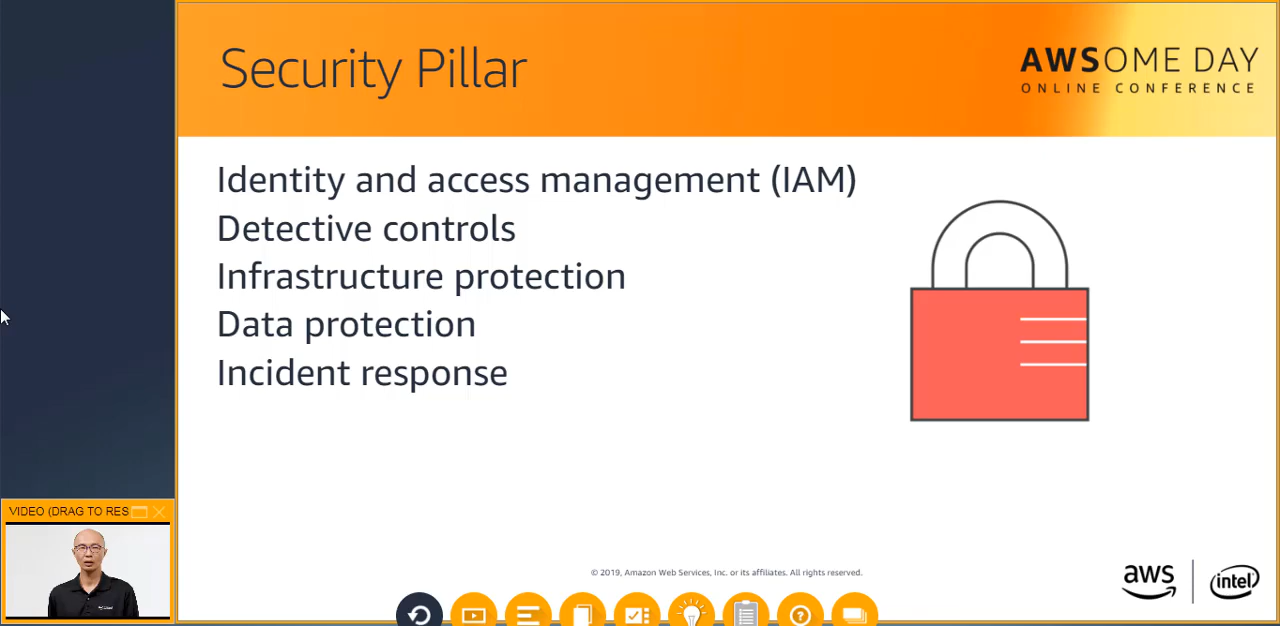 Security Pillar
AWSOME DAY
ONLINE CONFERENCE
Identity and access management (IAM)
Detective controls
Infrastructure protection
Data protection
Incident response
VIDEO (DRAG TO RES
© 2019, Amazon Web Services, Inc. or its affiliates. All rights reserved.
aws
intel